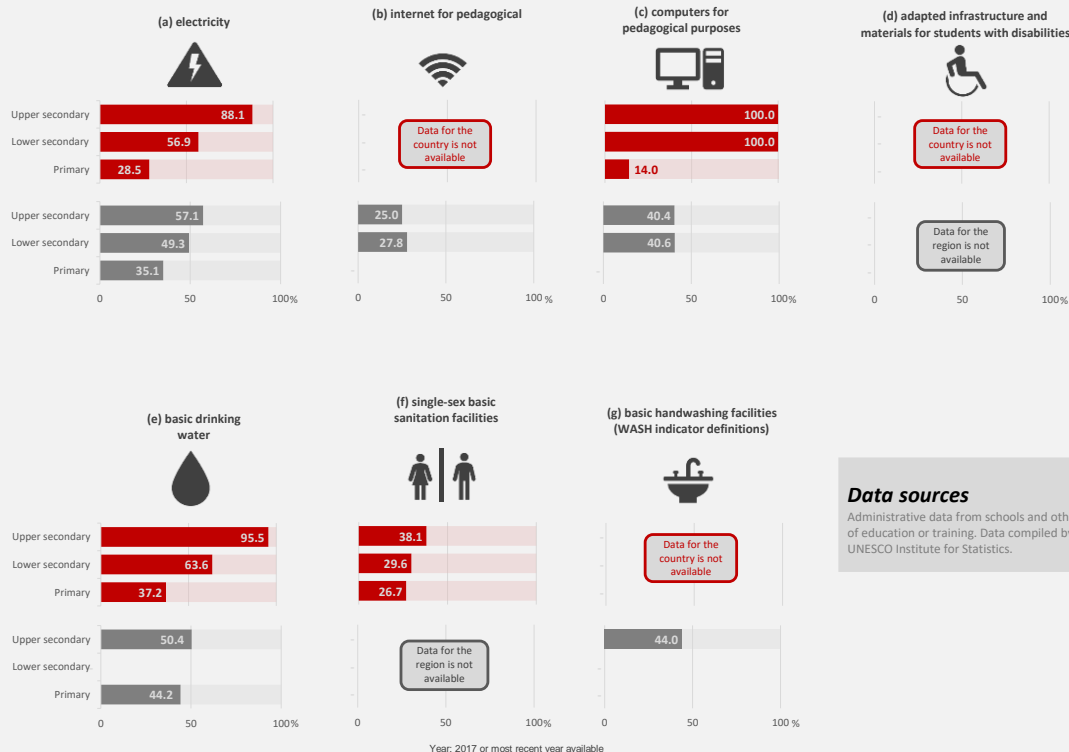 (a) electricity
(b) internet for pedagogical
(c) computers for
pedagogical purposes
(d) adapted infrastructure and
materials for students with disabilities
Upper secondary
88.1
Lower secondary
56.9
Primary
28.5
Data for the
country is not
available
100.0
100.0
14.0
Data for the
country is not
available
Upper secondary
57.1
Lower secondary
49.3
Primary
35.1
25.0
27.8
40.4
40.6
Data for the
region is not
available
0 50 100%
0 50 100 %
0 50 100 %
0 50 100%
(e) basic drinking
water
(f) single-sex basic
sanitation facilities
(g) basic handwashing facilities
(WASH indicator definitions)
Upper secondary
95.5
Lower secondary
63.6
Primary
37.2
38.1
29.6
26.7
Data for the
country is not
available
Data sources
Administrative data from schools and oth
of education or training. Data compiled by
UNESCO Institute for Statistics.
Upper secondary
50.4
Lower secondary
Primary
44.2
Data for the
region is not
available
44.0
0 50 100%
0 50 100 %
0 50 100 %
Year: 2017 or most recent year available